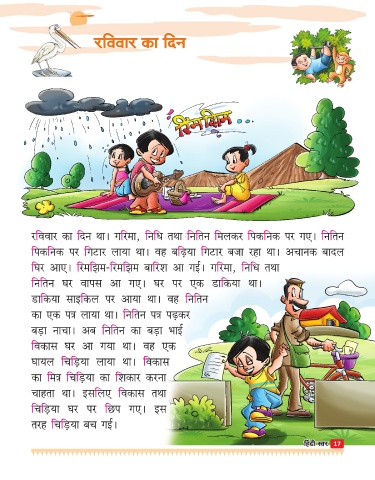 रविवार का दिन
रिमझिम
रविवार का दिन था। गरिमा, निधि तथा नितिन मिलकर पिकनिक पर गए। नितिन
पिकनिक पर गिटार लाया था। वह बढ़िया गिटार बजा रहा था। अचानक बादल
घिर आए। रिमझिम-रिमझिम बारिश आ गई। गरिमा, निधि तथा
नितिन घर वापस आ गए। घर पर एक डाकिया था।
डाकिया साइकिल पर आया था। वह नितिन
का एक पत्र लाया था। नितिन पत्र पढ़कर
बड़ा नाचा। अब नितिन का बड़ा भाई
विकास घर आ गया था। वह एक
घायल चिड़िया लाया था। विकास
का मित्र चिड़िया का शिकार करना
चाहता था। इसलिए विकास तथा
चिड़िया घर पर छिप गए। इस
तरह चिड़िया बच गई।
हिंदी-स्वर 17